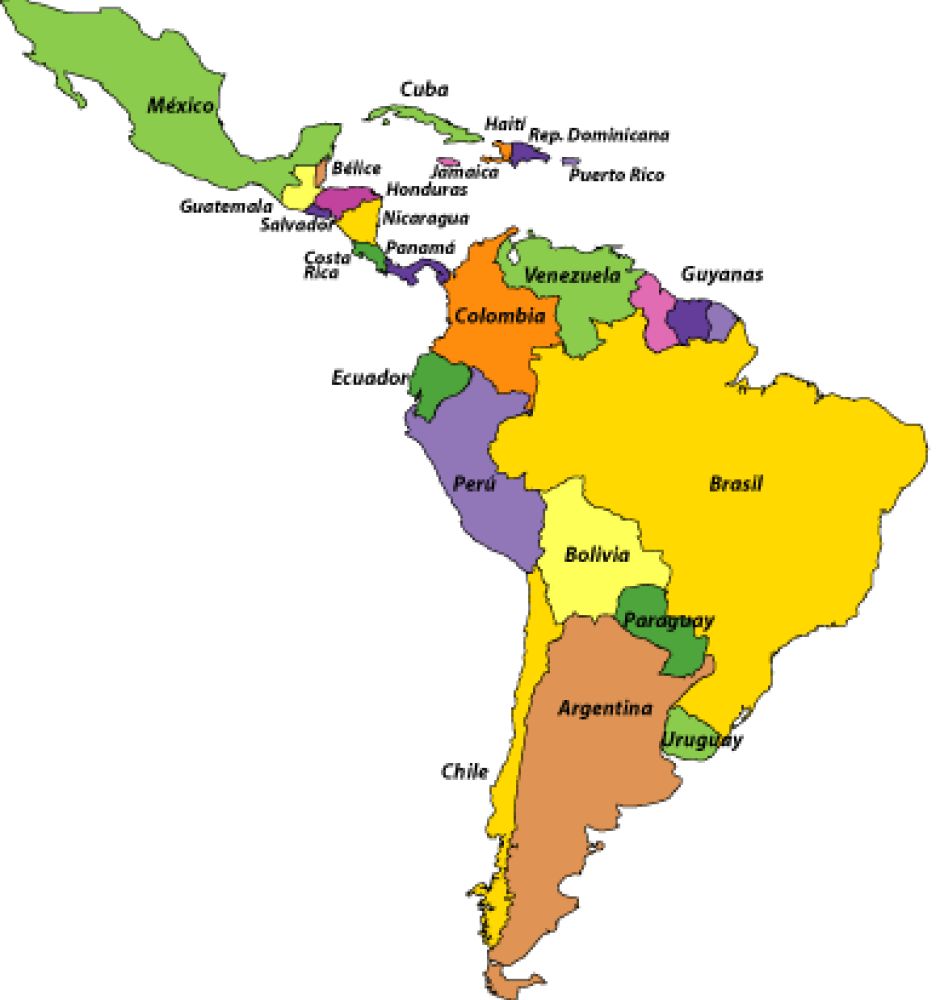 Cuba
México
Haití
Rep. Dominicana
Jamaica
Puerto Rico
Bélice
Honduras
Guatemala
Salvador
Nicaragua
Costa
Rica
Panamá
Venezuela
Guyanas
Colombia
Ecuador
Perú
Brasil
Bolivia
Paraguay
Argentina
Uruguay
Chile